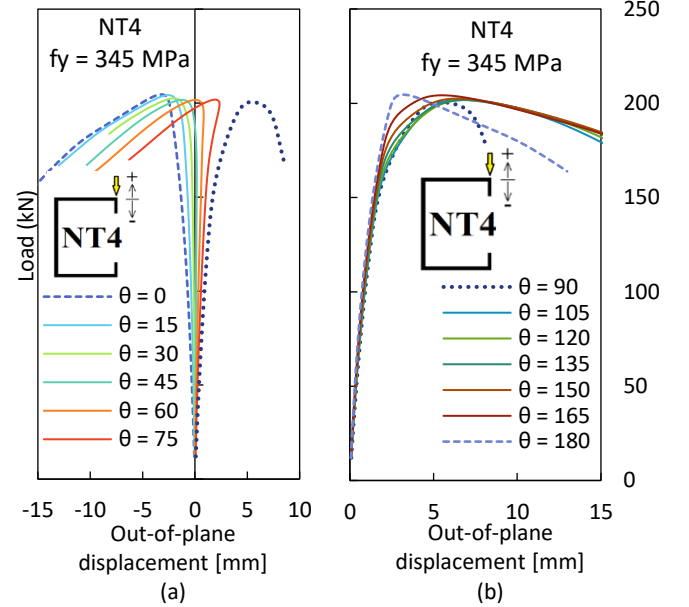 NT4
fy = 345 MPa
Load (kN)
+
-
NT4
θ = 0
θ = 15
θ = 30
θ = 45
θ = 60
θ = 75
-15 -10 -5 0 5 10
Out-of-plane
displacement [mm]
(a)
NT4
fy = 345 MPa
+
-
NT4
θ = 90
θ = 105
θ = 120
θ = 135
θ = 150
θ = 165
θ = 180
250
200
150
100
50
0
0 5 10 15
Out-of-plane
displacement [mm]
(b)